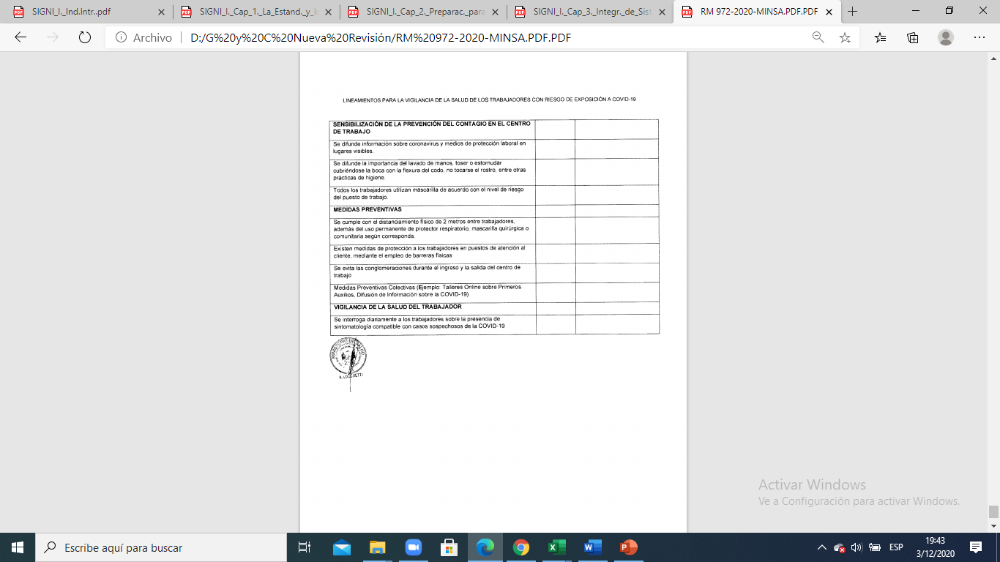 SIGNI_I._Ind.Intr..pdf
SIGNI_I._Cap_1._La_Estand._y_l
SIGNI_I._Cap_2._Preparac._para
SIGNI_I._Cap_3._Integr._de_Sist.
RM 972-2020-MINSA.PDF.PDF
Archivo
D:/G%20y%20C%20Nueva%20Revisión/RM%20972-2020-MINSA.PDF.PDF
LINEAMIENTOS PARA LA VIGILANCIA DE LA SALUD DE LOS TRABAJADORES CON RIESGO DE EXPOSICIÓN A COVID-19
SENSIBILIZACIÓN DE LA PREVENCIÓN DEL CONTAGIO EN EL CENTRO
DE TRABAJO
Se difunde información sobre coronavirus y medios de protección laboral en
lugares visibles.
Se difunde la importancia del lavado de manos, toser o estornudar
cubriéndose la boca con la flexura del codo, no tocarse el rostro, entre otras
prácticas de higiene.
Todos los trabajadores utilizan mascarilla de acuerdo con el nivel de riesgo
del puesto de trabajo.
MEDIDAS PREVENTIVAS
Se cumple con el distanciamiento físico de 2 metros entre trabajadores,
además del uso permanente de protector respiratorio, mascarilla quirúrgica o
comunitaria según corresponda.
Existen medidas de protección a los trabajadores en puestos de atención al
cliente, mediante el empleo de barreras físicas
Se evita las conglomeraciones durante el ingreso y la salida del centro de
trabajo
Medidas Preventivas Colectivas (Ejemplo: Talleres Online sobre Primeros
Auxilios, Difusión de Información sobre la COVID-19)
VIGILANCIA DE LA SALUD DEL TRABAJADOR
Se interroga diariamente a los trabajadores sobre la presencia de
sintomatología compatible con casos sospechosos de la COVID-19
MINISTERIO DE SALUD
Activar Windows
Ve a Configuración para activar Windows.
Escribe aquí para buscar
ESP
19:43
3/12/2020